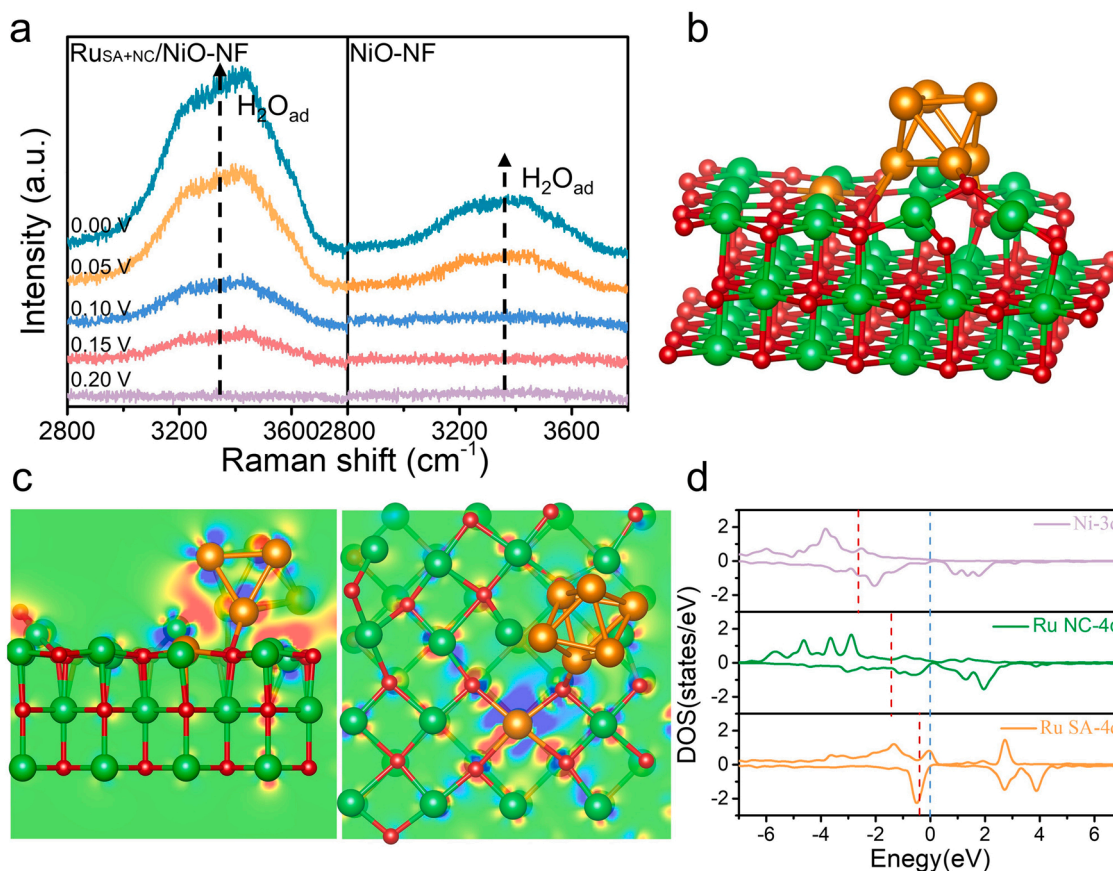 a
RuSA+NC/NiO-NF
NiO-NF
H2Oad
H2Oad
0.00 V
0.05 V
0.10 V
0.15 V
0.20 V
2800 3200 3600 2800 3200 3600
Raman shift (cm-1)
Intensity (a.u.)
b
c
d
Ni-3d
2
0
-2
Ru NC-4d
2
0
-2
Ru SA-4d
2
0
-2
-6 -4 -2 0 2 4 6
Enegy(eV)
DOS(states/eV)